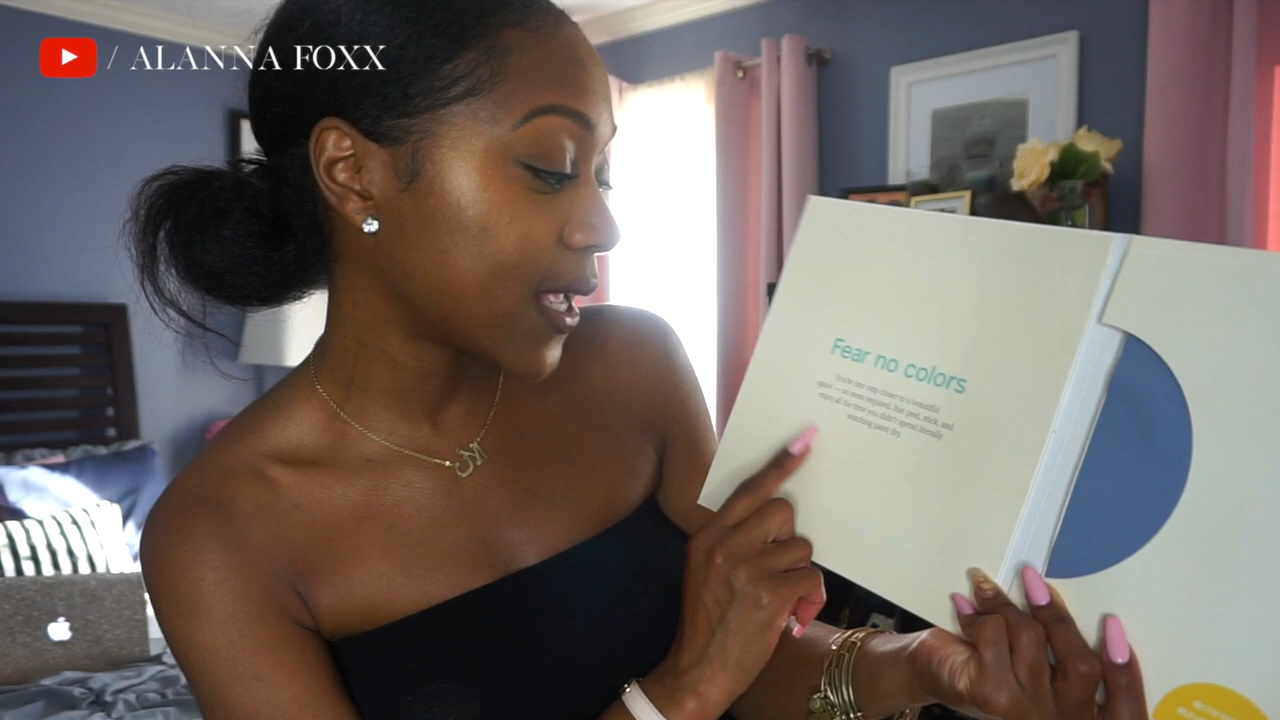 / ALANNA FOXX
Fear no colors
You're one step closer to a beautiful
space — no mess required. Just peel, stick, and
enjoy all the time you didn't spend literally
watching paint dry.